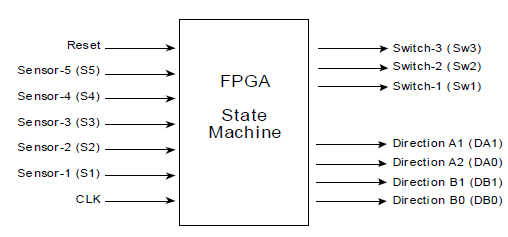 Reset
Sensor-5 (S5)
Sensor-4 (S4)
Sensor-3 (S3)
Sensor-2 (S2)
Sensor-1 (S1)
CLK
FPGA
State
Machine
Switch-3 (Sw3)
Switch-2 (Sw2)
Switch-1 (Sw1)
Direction A1 (DA1)
Direction A2 (DA0)
Direction B1 (DB1)
Direction B0 (DB0)